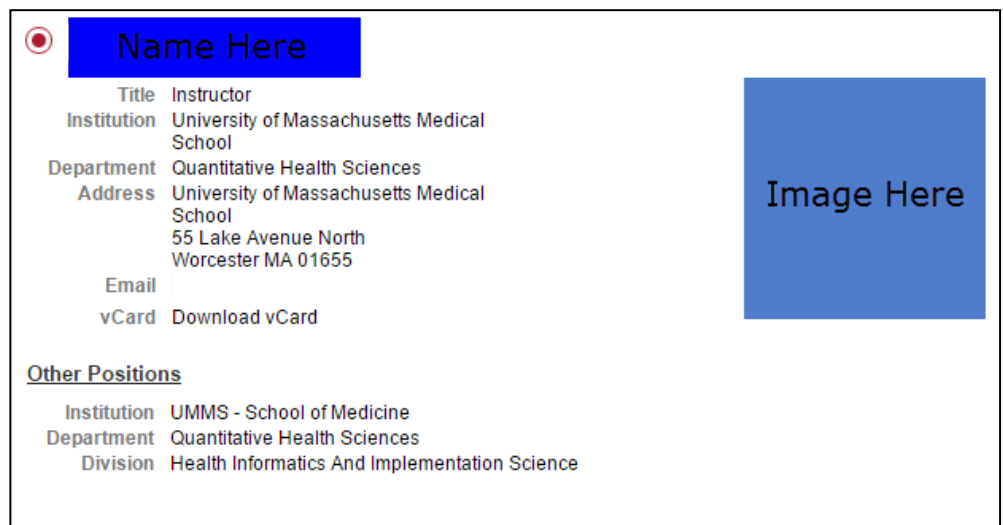 Name Here
Title Instructor
Institution University of Massachusetts Medical
School
Department Quantitative Health Sciences
Address University of Massachusetts Medical
School
55 Lake Avenue North
Worcester MA 01655
Email
vCard Download vCard
Image Here
Other Positions
Institution UMMS - School of Medicine
Department Quantitative Health Sciences
Division Health Informatics And Implementation Science